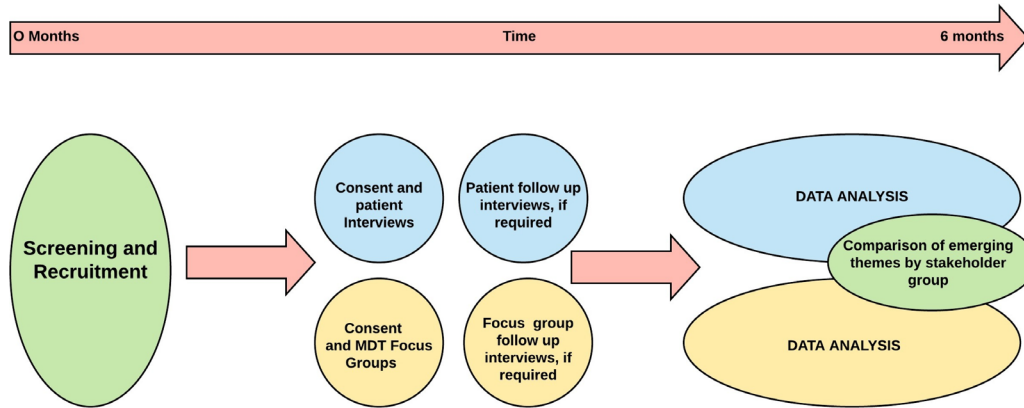 O Months
Time
6 months
Screening and
Recruitment
Consent and
patient
Interviews
Patient follow up
interviews, if
required
Consent
and MDT Focus
Groups
Focus group
follow up
interviews, if
required
DATA ANALYSIS
Comparison of emerging
themes by stakeholder
group
DATA ANALYSIS